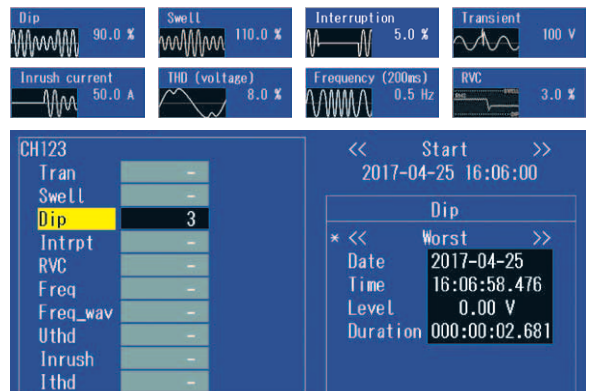 Dip 90.0 %
Swell 110.0 %
Interruption 5.0 %
Transient 100 V
Inrush current 50.0 A
THD (voltage) 8.0 %
Frequency (200ms) 0.5 Hz
RVC 3.0 %
CH123
Tran -
Swell -
Dip 3
Intrpt -
RVC -
Freq -
Freq_wav -
Uthd -
Inrush -
Ithd -
<< Start >>
2017-04-25 16:06:00
Dip
* << Worst >>
Date 2017-04-25
Time 16:06:58.476
Level 0.00 V
Duration 000:00:02.681